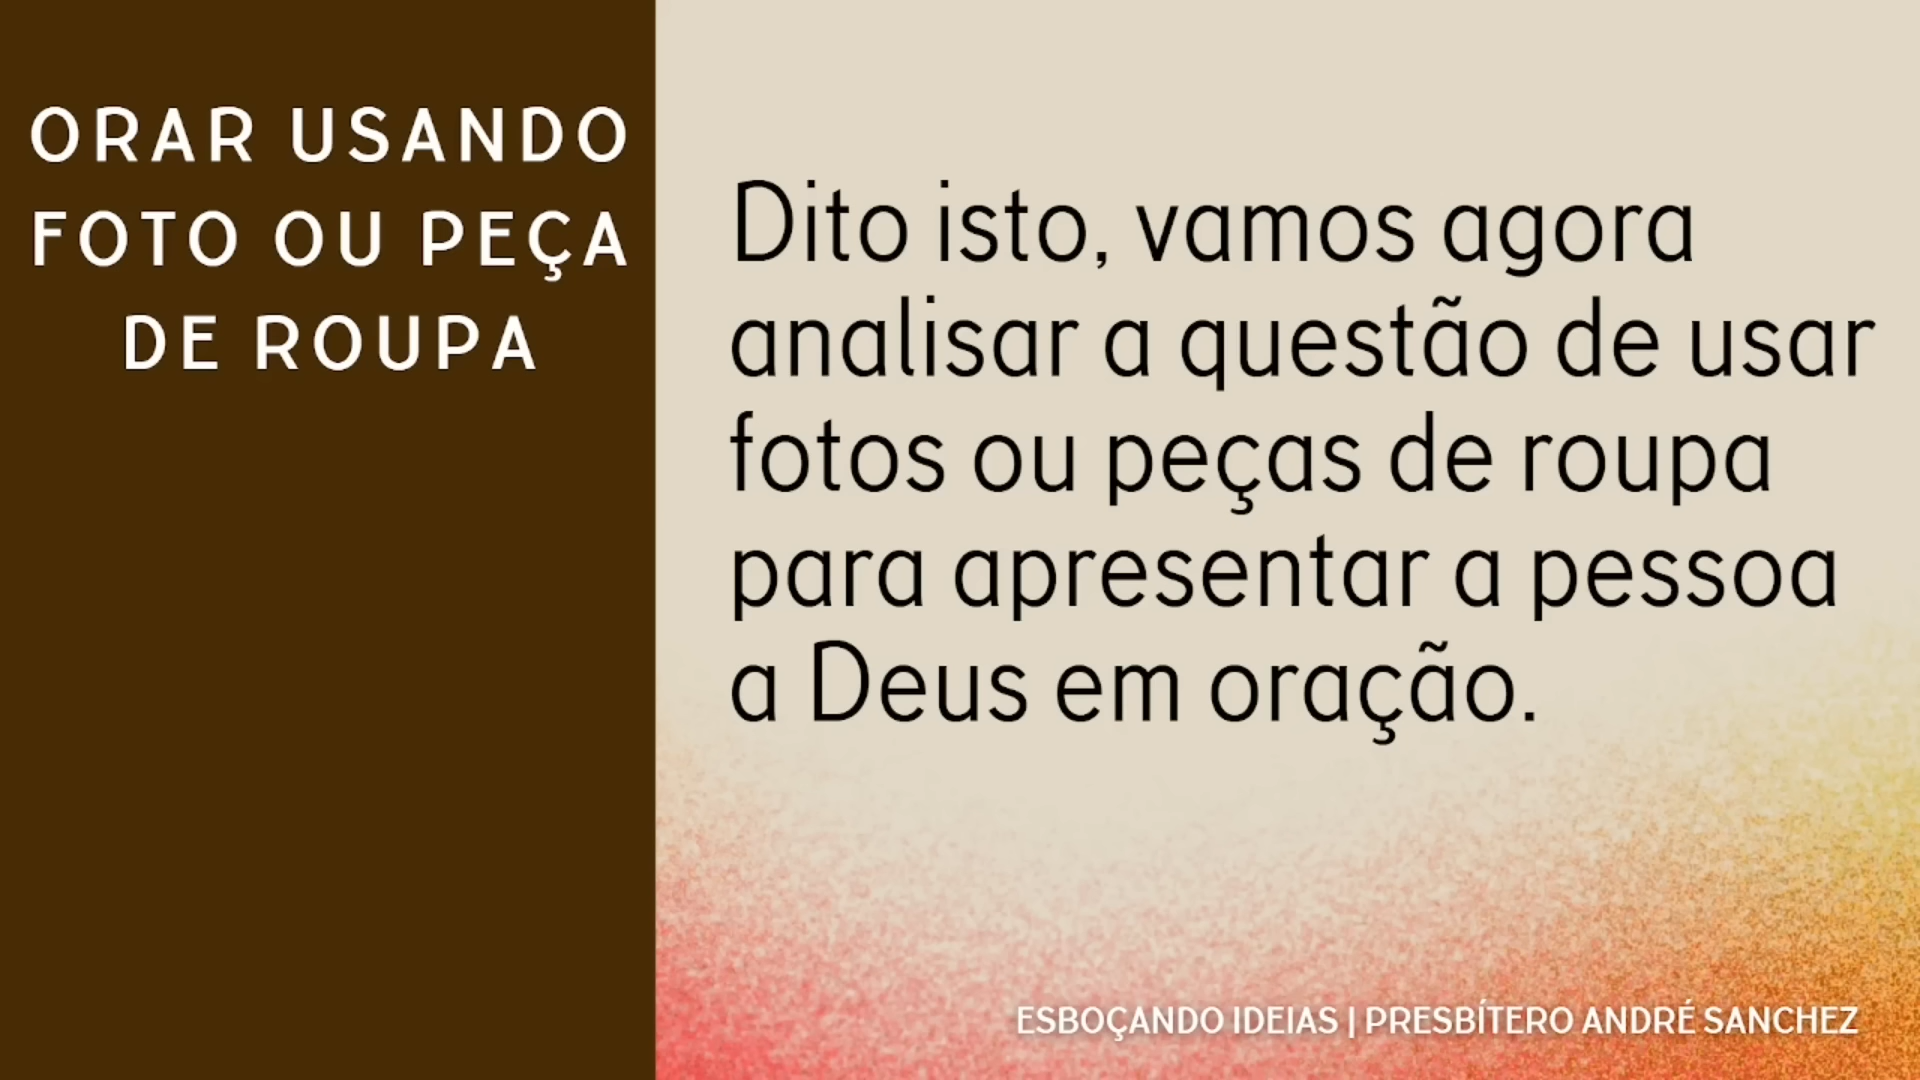 ORAR USANDO
FOTO OU PEÇA
DE ROUPA
Dito isto, vamos agora
analisar a questão de usar
fotos ou peças de roupa
para apresentar a pessoa
a Deus em oração.
ESBOÇANDO IDEIAS | PRESBÍTERO ANDRÉ SANCHEZ